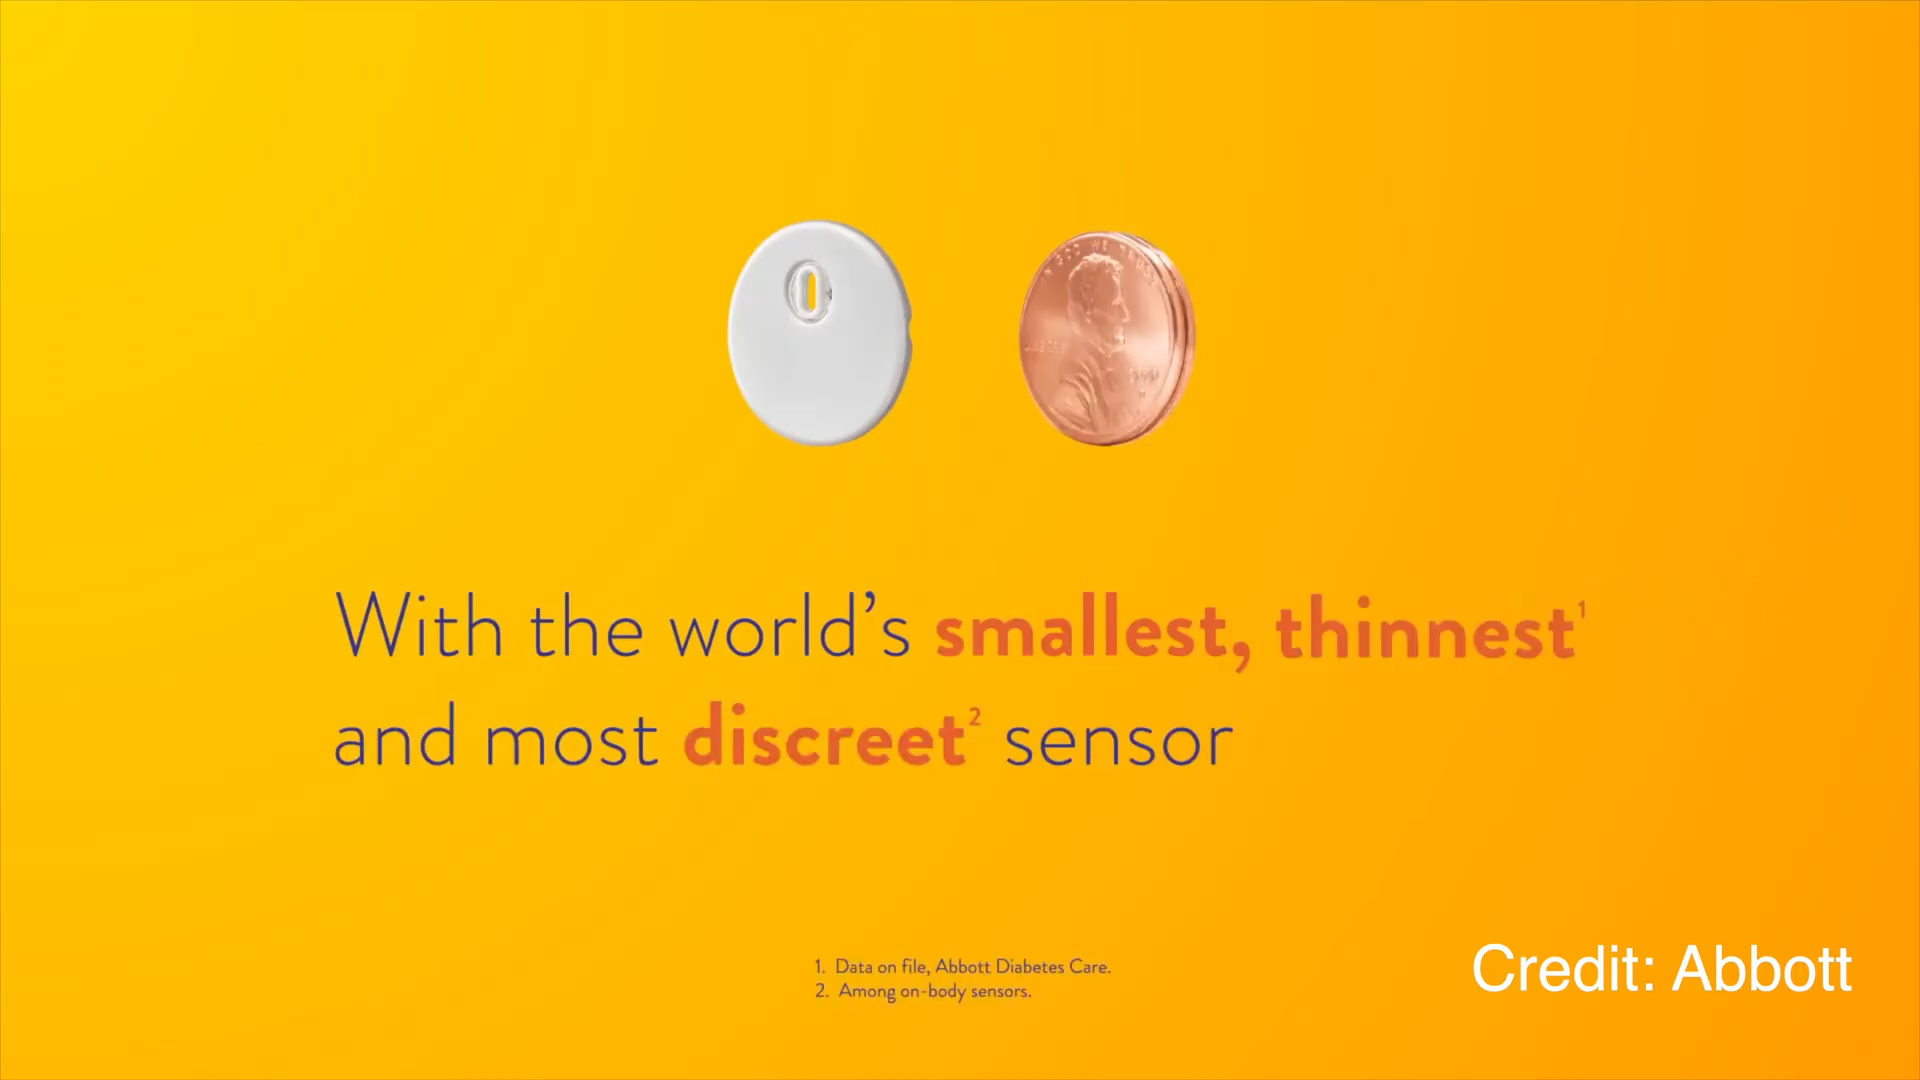 With the world's smallest, thinnest¹
and most discreet² sensor
1. Data on file, Abbott Diabetes Care.
2. Among on-body sensors.
Credit: Abbott